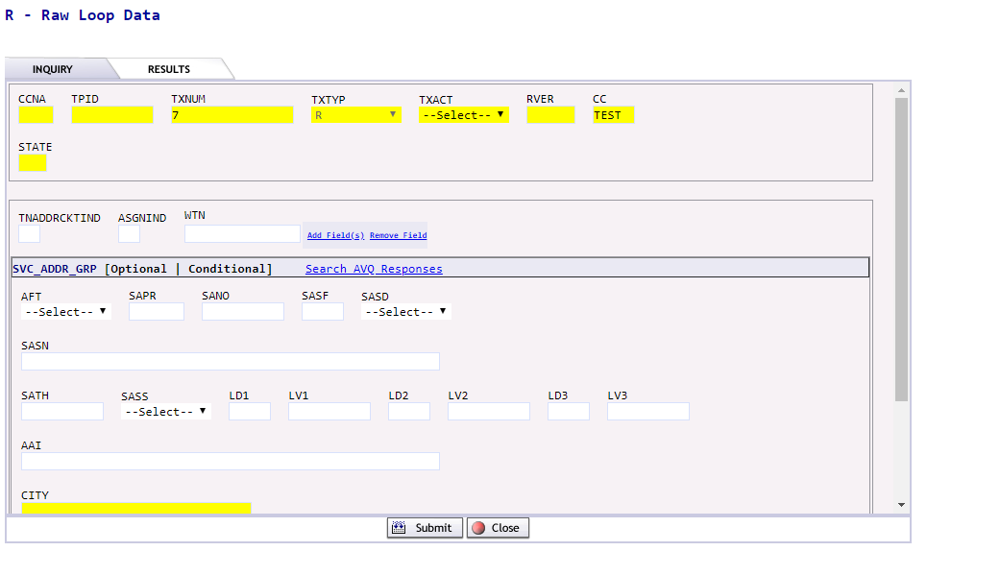 R - Raw Loop Data
INQUIRY RESULTS
CCNA TPID TXNUM TXTYP TXACT RVER CC
7 R --Select-- TEST
STATE
TNADDRCKTIND ASGNIND WTN
Add Field(s) Remove Field
SVC_ADDR_GRP [Optional | Conditional] Search AVQ Responses
AFT SAPR SANO SASF SASD
--Select-- --Select--
SASN
SATH SASS LD1 LV1 LD2 LV2 LD3 LV3
--Select--
AAI
CITY
Submit Close